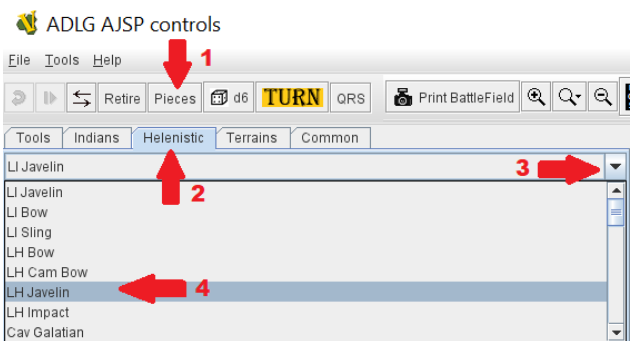 ADLG AJSP controls
1
File Tools Help
Retire Pieces d6 TURN QRS Print BattleField
Tools Indians Helenistic Terrains Common
LI Javelin 3
2
LI Javelin
LI Bow
LI Sling
LH Bow
LH Cam Bow
LH Javelin 4
LH Impact
Cav Galatian